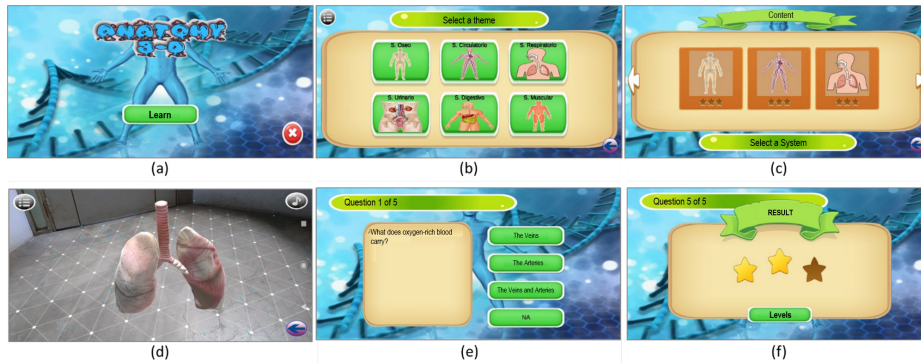 ANATOMY
3-D
Learn
(a)
Select a theme
S. Oseo
S. Circulatorio
S. Respiratorio
S. Urinario
S. Digestivo
S. Muscular
(b)
Content
Select a System
(c)
(d)
Question 1 of 5
What does oxygen-rich blood
carry?
The Veins
The Arteries
The Veins and Arteries
NA
(e)
Question 5 of 5
RESULT
Levels
(f)